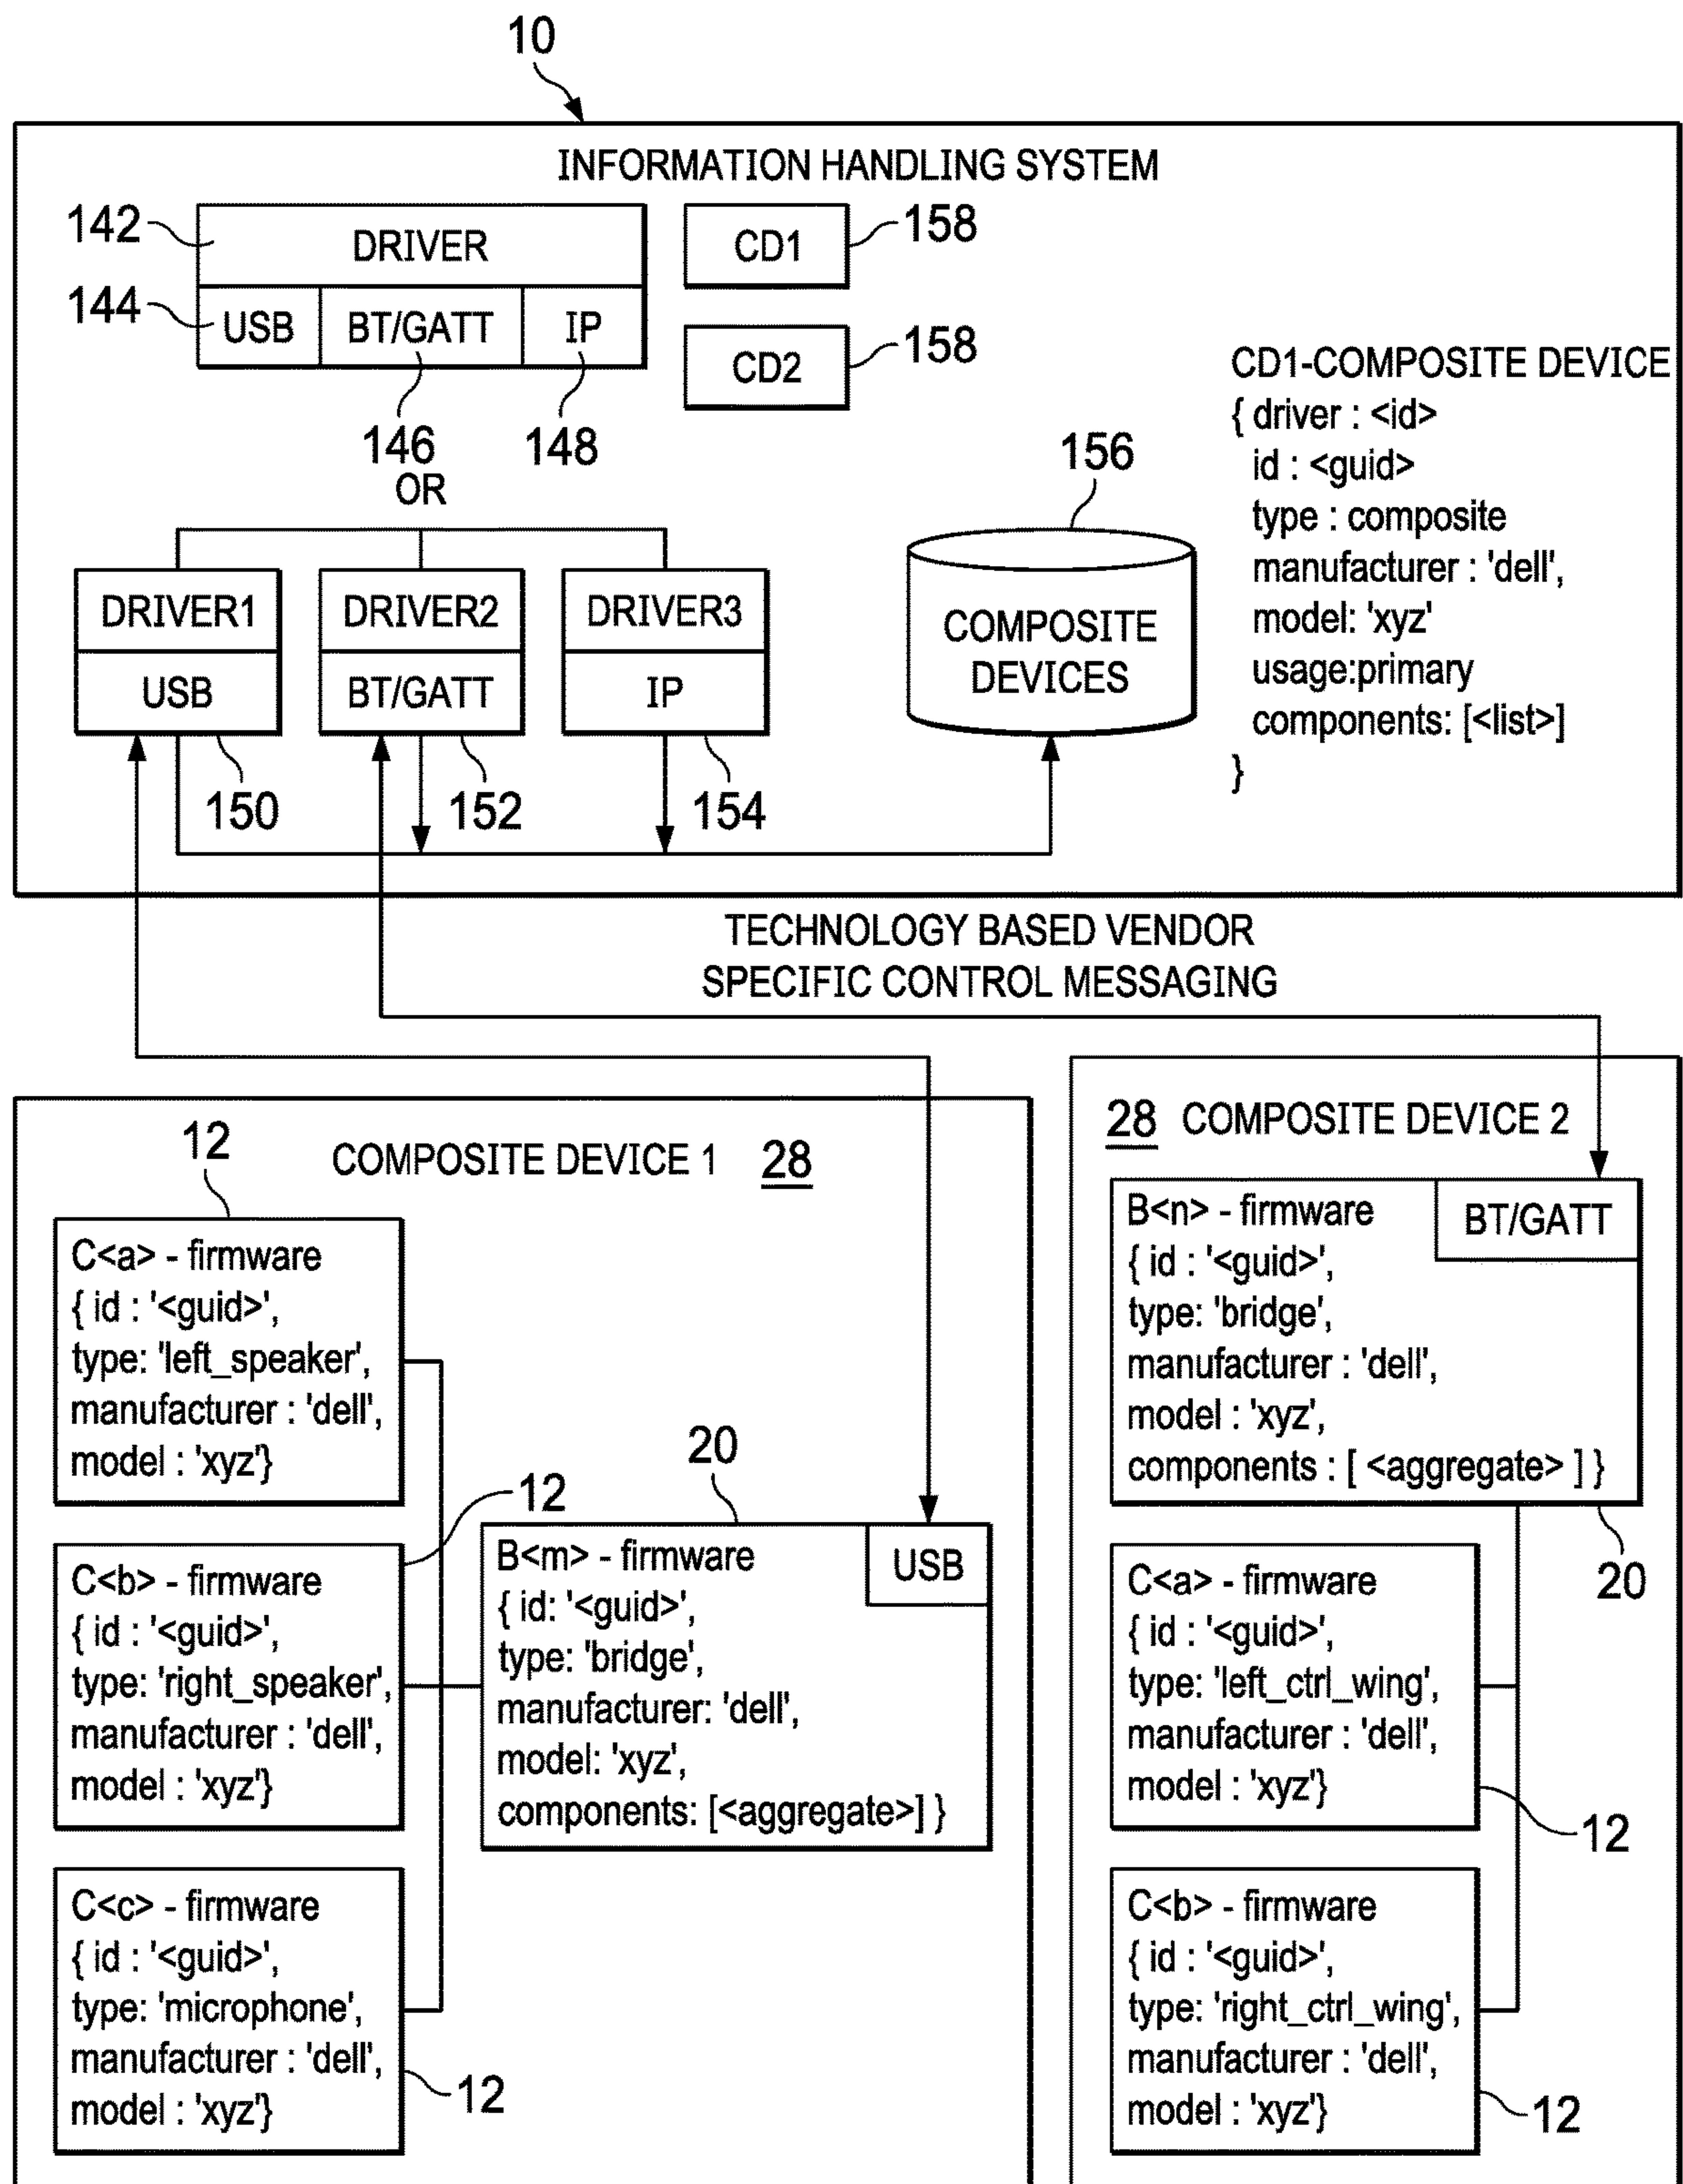 10
INFORMATION HANDLING SYSTEM
142
DRIVER
144
USB
BT/GATT
IP
146
148
OR
CD1
158
CD2
158
CD1-COMPOSITE DEVICE
{ driver : <id>
id : <guid>
type : composite
manufacturer : 'dell',
model: 'xyz'
usage:primary
components: [<list>]
}
156
COMPOSITE
DEVICES
DRIVER1
USB
150
DRIVER2
BT/GATT
152
DRIVER3
IP
154
TECHNOLOGY BASED VENDOR
SPECIFIC CONTROL MESSAGING
COMPOSITE DEVICE 1 28
12
C<a> - firmware
{ id : '<guid>',
type: 'left_speaker',
manufacturer : 'dell',
model : 'xyz'}
12
C<b> - firmware
{ id : '<guid>',
type: 'right_speaker',
manufacturer : 'dell',
model : 'xyz'}
C<c> - firmware
{ id : '<guid>',
type: 'microphone',
manufacturer : 'dell',
model : 'xyz'}
12
20
USB
B<m> - firmware
{ id: '<guid>',
type: 'bridge',
manufacturer: 'dell',
model: 'xyz',
components: [<aggregate>] }
28 COMPOSITE DEVICE 2
BT/GATT
B<n> - firmware
{ id : '<guid>',
type: 'bridge',
manufacturer : 'dell',
model : 'xyz',
components : [ <aggregate> ] }
20
C<a> - firmware
{ id : '<guid>',
type: 'left_ctrl_wing',
manufacturer : 'dell',
model : 'xyz'}
12
C<b> - firmware
{ id : '<guid>',
type: 'right_ctrl_wing',
manufacturer : 'dell',
model : 'xyz'}
12